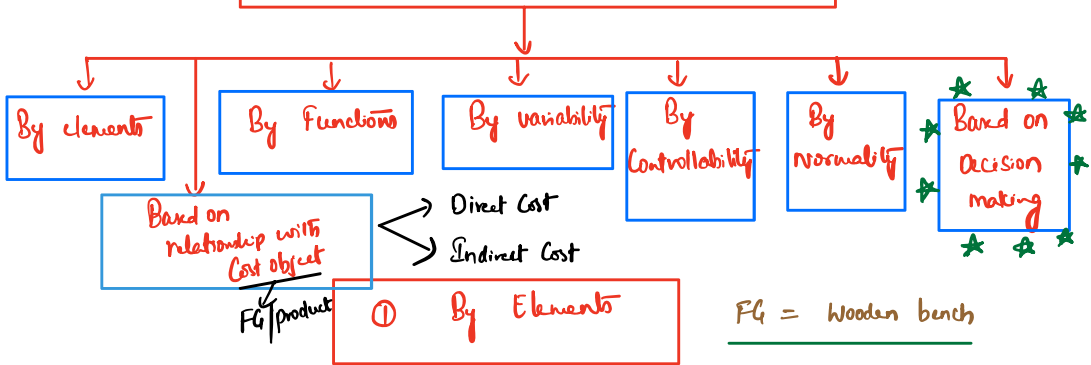 By elements
By Functions
By variability
By
Controllability
By
Normality
Based on
Decision
making
Based on
relationship with
Cost object
Direct Cost
Indirect Cost
FG/product
① By Elements
FG = Wooden bench